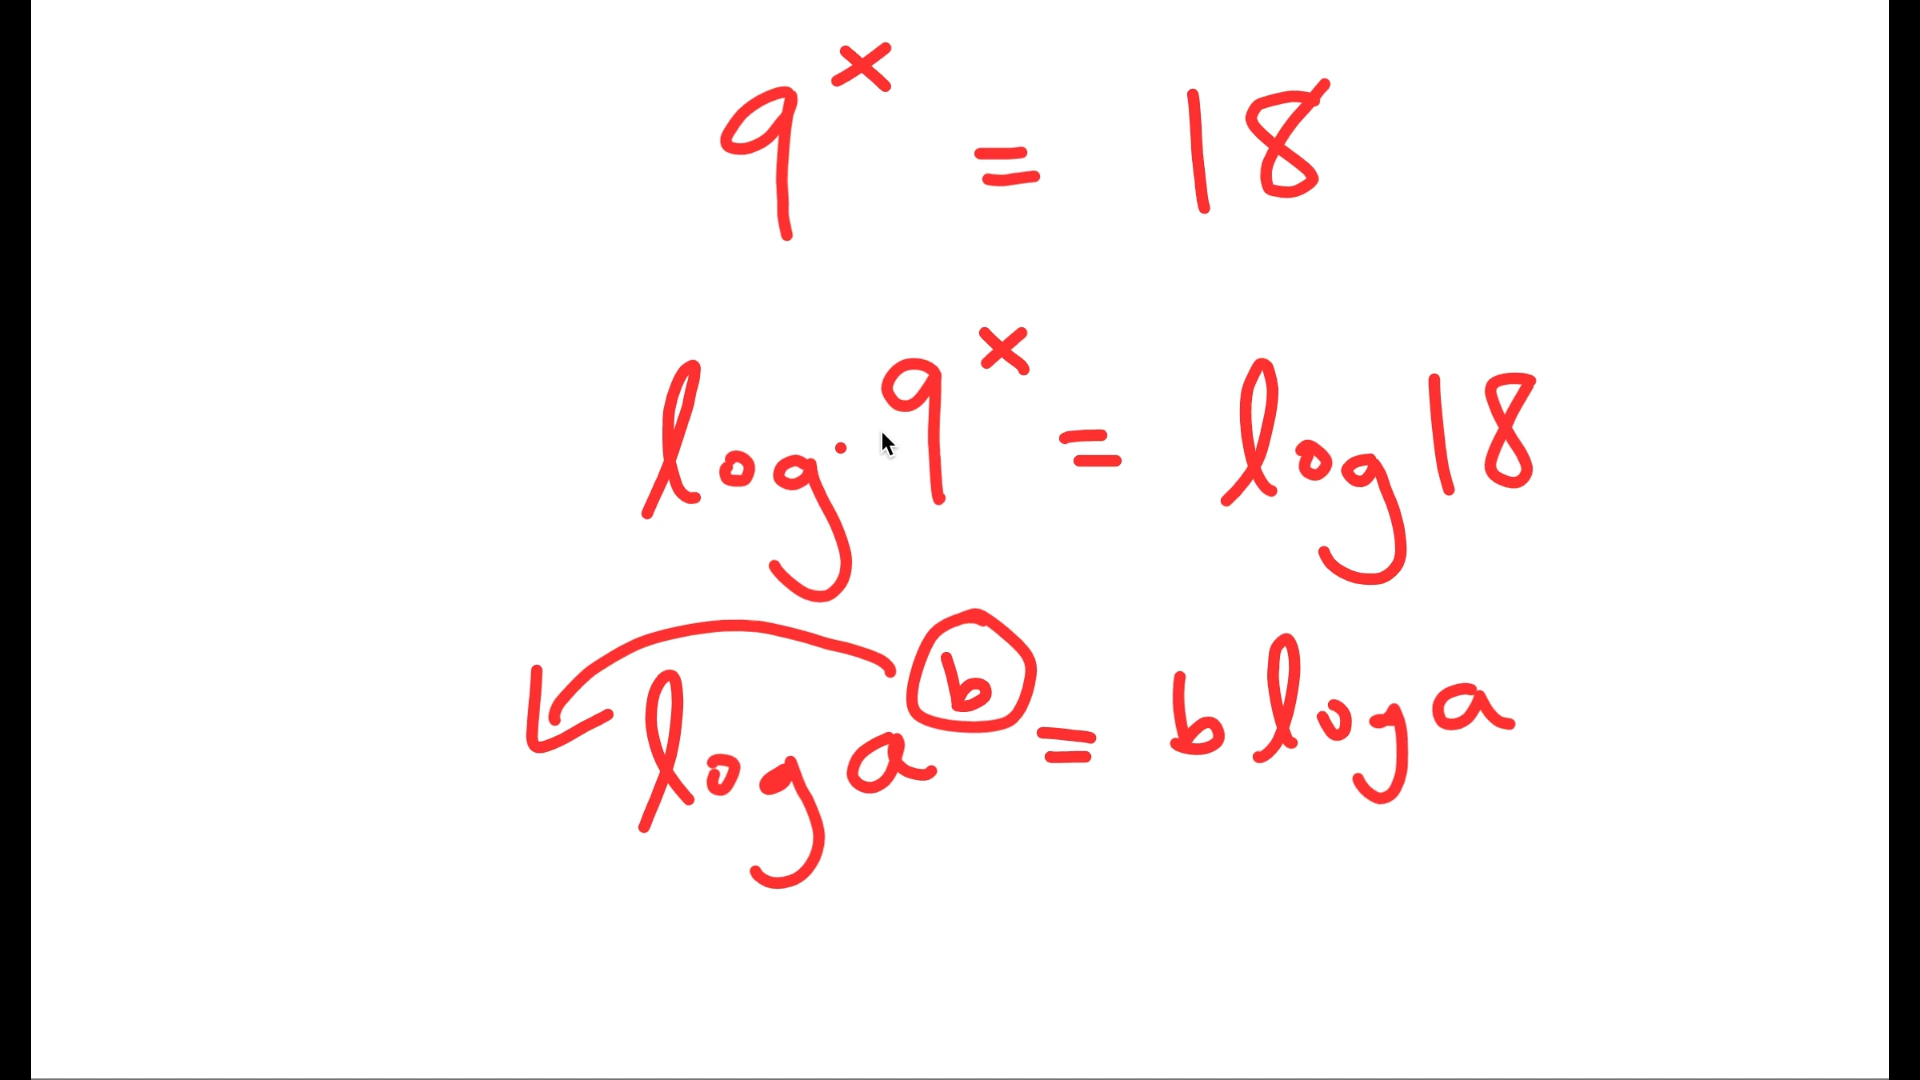 9^x = 18
log 9^x = log 18
log a^b = b log a